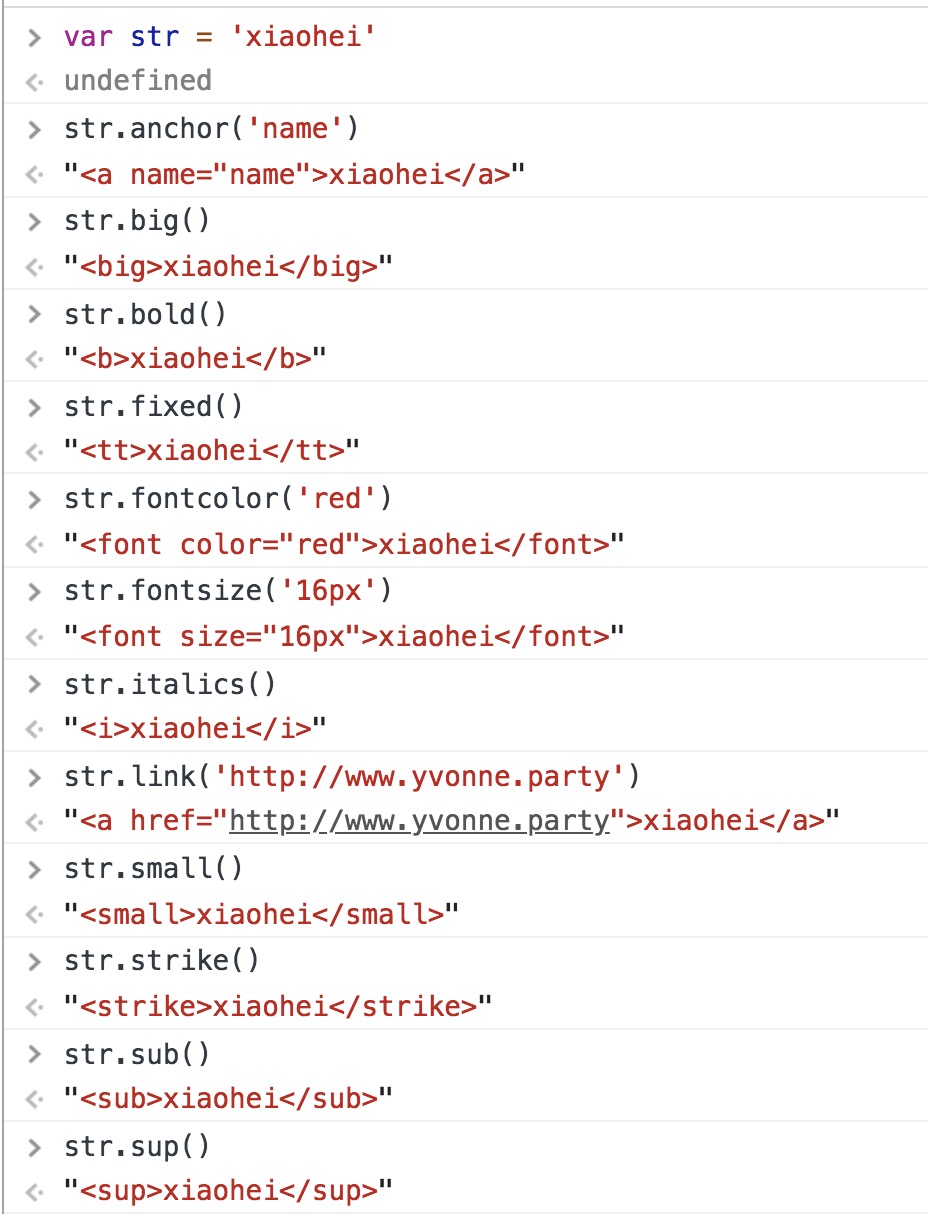 > var str = 'xiaohei'
undefined
> str.anchor('name')
"<a name="name">xiaohei</a>"
> str.big()
"<big>xiaohei</big>"
> str.bold()
"<b>xiaohei</b>"
> str.fixed()
"<tt>xiaohei</tt>"
> str.fontcolor('red')
"<font color="red">xiaohei</font>"
> str.fontsize('16px')
"<font size="16px">xiaohei</font>"
> str.italics()
"<i>xiaohei</i>"
> str.link('http://www.yvonne.party')
"<a href="http://www.yvonne.party">xiaohei</a>"
> str.small()
"<small>xiaohei</small>"
> str.strike()
"<strike>xiaohei</strike>"
> str.sub()
"<sub>xiaohei</sub>"
> str.sup()
"<sup>xiaohei</sup>"